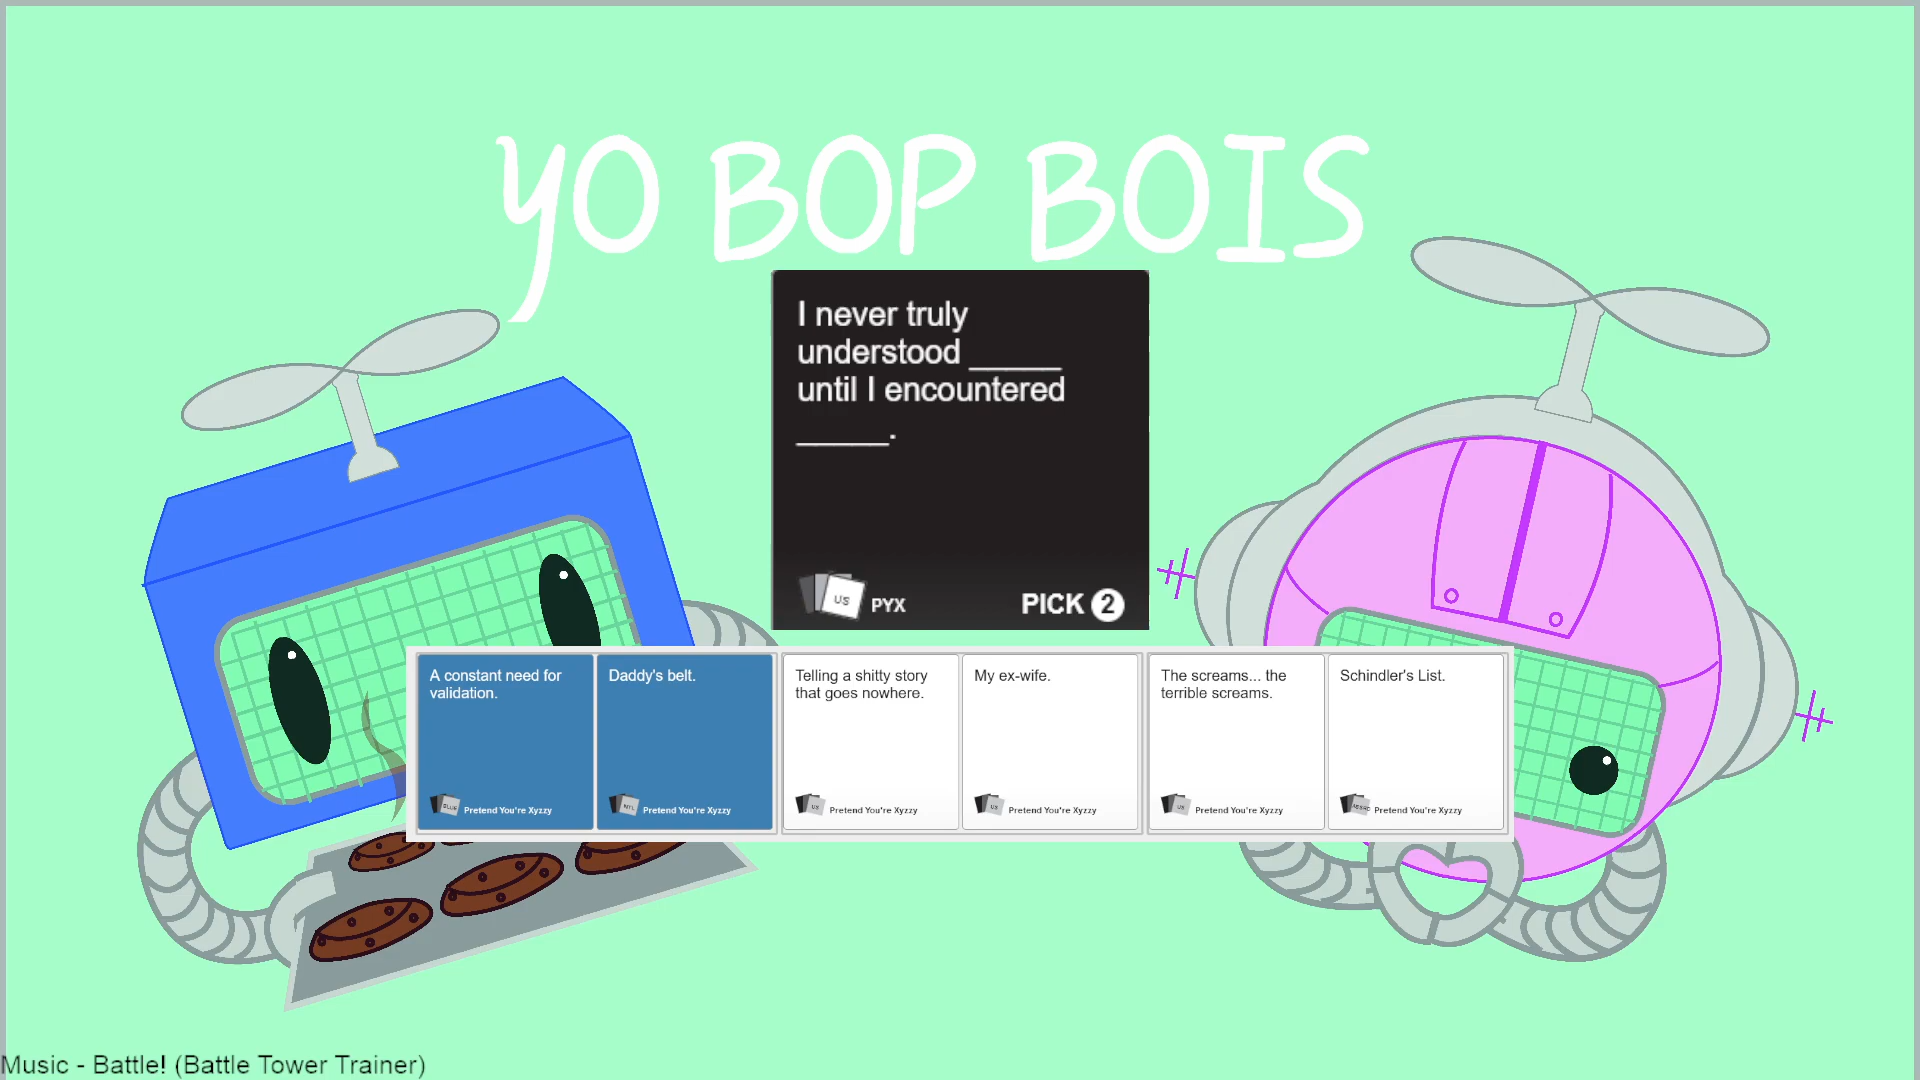 YO BOP BOIS
I never truly
understood ______
until I encountered
______.
US PYX PICK 2
A constant need for
validation.
Daddy's belt.
Telling a shitty story
that goes nowhere.
My ex-wife.
The screams... the
terrible screams.
Schindler's List.
BLUE Pretend You're Xyzzy
Pretend You're Xyzzy
US Pretend You're Xyzzy
US Pretend You're Xyzzy
US Pretend You're Xyzzy
Pretend You're Xyzzy
Music - Battle! (Battle Tower Trainer)